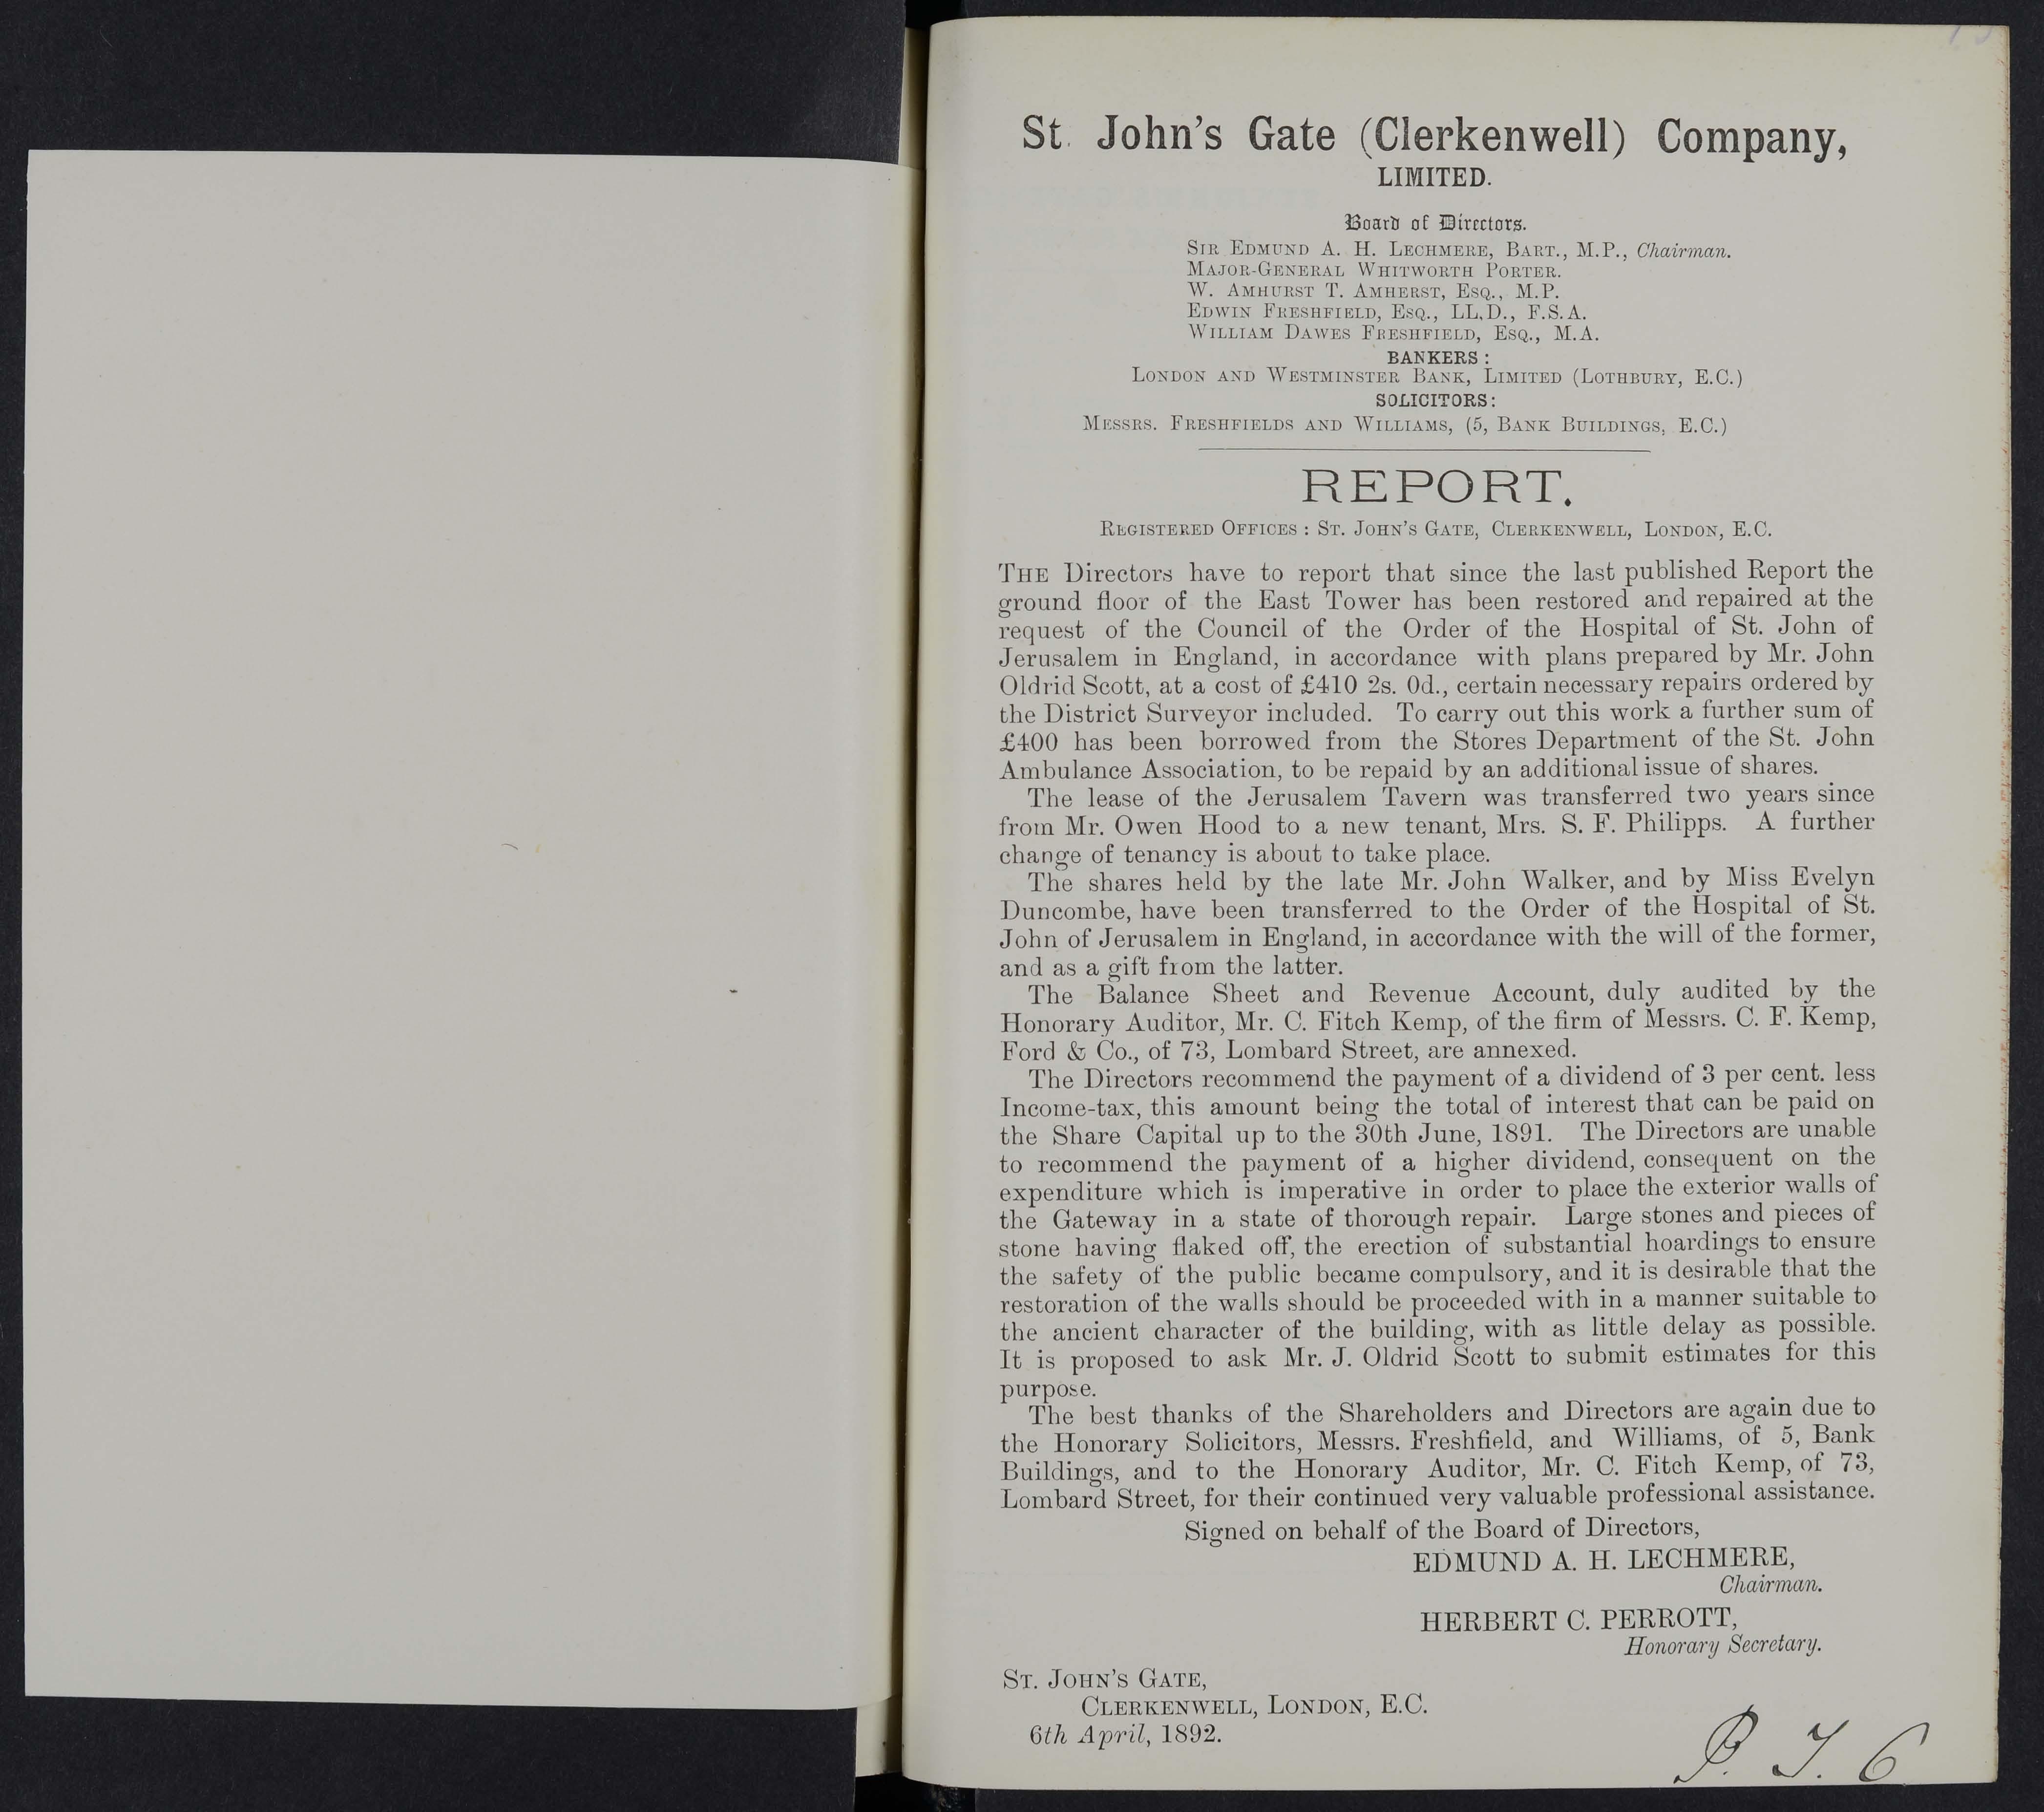 St. John's Gate (Clerkenwell) Company,
LIMITED.
Board of Directors.
SIR EDMUND A. H. LECHMERE, BART., M.P., Chairman.
MAJOR-GENERAL WHITWORTH PORTER.
W. AMHURST T. AMHERST, ESQ., M.P.
EDWIN FRESHFIELD, ESQ., LL.D., F.S.A.
WILLIAM DAWES FRESHFIELD, ESQ., M.A.
BANKERS:
LONDON AND WESTMINSTER BANK, LIMITED (LOTHBURY, E.C.)
SOLICITORS:
MESSRS. FRESHFIELDS AND WILLIAMS, (5, BANK BUILDINGS, E.C.)
REPORT.
REGISTERED OFFICES: ST. JOHN'S GATE, CLERKENWELL, LONDON, E.C.
THE Directors have to report that since the last published Report the
ground floor of the East Tower has been restored and repaired at the
request of the Council of the Order of the Hospital of St. John of
Jerusalem in England, in accordance with plans prepared by Mr. John
Oldrid Scott, at a cost of £410 2s. 0d., certain necessary repairs ordered by
the District Surveyor included. To carry out this work a further sum of
£400 has been borrowed from the Stores Department of the St. John
Ambulance Association, to be repaid by an additional issue of shares.
The lease of the Jerusalem Tavern was transferred two years since
from Mr. Owen Hood to a new tenant, Mrs. S. F. Philipps. A further
change of tenancy is about to take place.
The shares held by the late Mr. John Walker, and by Miss Evelyn
Duncombe, have been transferred to the Order of the Hospital of St.
John of Jerusalem in England, in accordance with the will of the former,
and as a gift from the latter.
The Balance Sheet and Revenue Account, duly audited by the
Honorary Auditor, Mr. C. Fitch Kemp, of the firm of Messrs. C. F. Kemp,
Ford & Co., of 73, Lombard Street, are annexed.
The Directors recommend the payment of a dividend of 3 per cent. less
Income-tax, this amount being the total of interest that can be paid on
the Share Capital up to the 30th June, 1891. The Directors are unable
to recommend the payment of a higher dividend, consequent on the
expenditure which is imperative in order to place the exterior walls of
the Gateway in a state of thorough repair. Large stones and pieces of
stone having flaked off, the erection of substantial hoardings to ensure
the safety of the public became compulsory, and it is desirable that the
restoration of the walls should be proceeded with in a manner suitable to
the ancient character of the building, with as little delay as possible.
It is proposed to ask Mr. J. Oldrid Scott to submit estimates for this
purpose.
The best thanks of the Shareholders and Directors are again due to
the Honorary Solicitors, Messrs. Freshfield, and Williams, of 5, Bank
Buildings, and to the Honorary Auditor, Mr. C. Fitch Kemp, of 73,
Lombard Street, for their continued very valuable professional assistance.
Signed on behalf of the Board of Directors,
EDMUND A. H. LECHMERE,
Chairman.
HERBERT C. PERROTT,
Honorary Secretary.
ST. JOHN'S GATE,
CLERKENWELL, LONDON, E.C.
6th April, 1892.